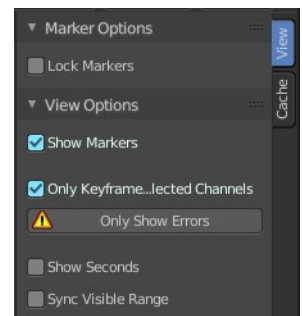 Marker Options
Lock Markers
View Options
Show Markers
Only Keyframe...lected Channels
Only Show Errors
Show Seconds
Sync Visible Range
View
Cache